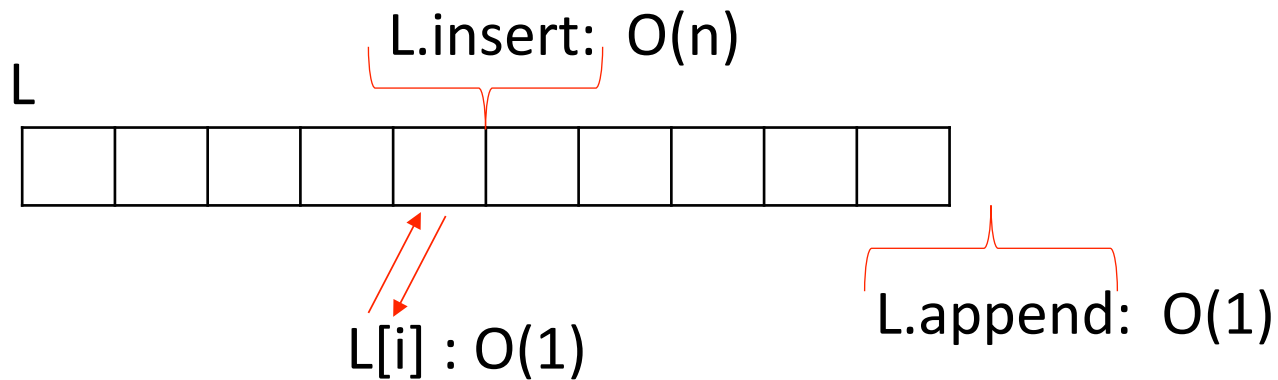 L.insert: O(n)
L
L[i] : O(1)
L.append: O(1)